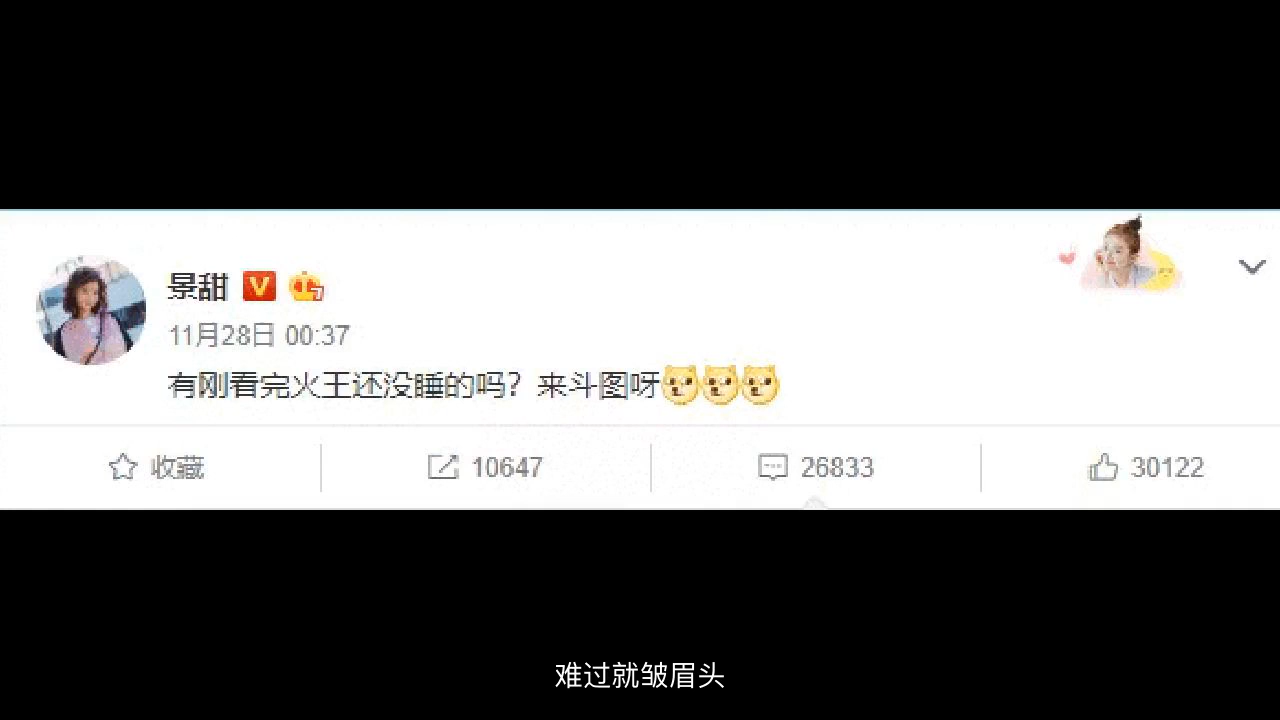 景甜
11月28日 00:37
有刚看完火王还没睡的吗？来斗图呀
收藏
10647
26833
30122
难过就皱眉头